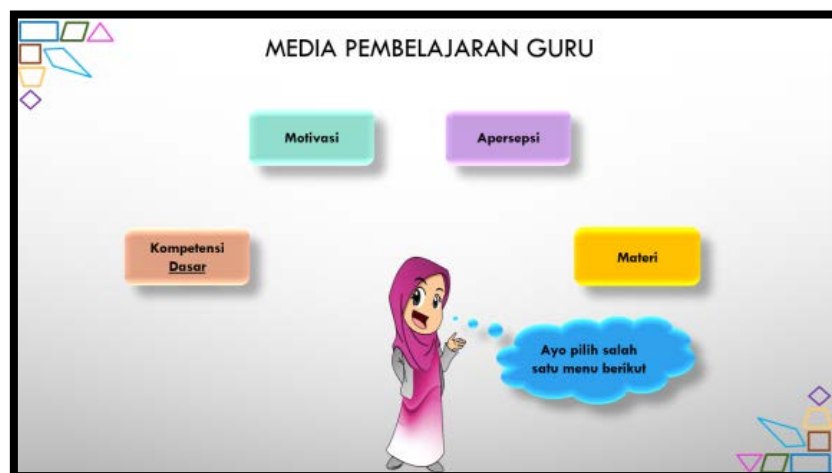 MEDIA PEMBELAJARAN GURU
Motivasi
Apersepsi
Kompetensi
Dasar
Materi
Ayo pilih salah
satu menu berikut